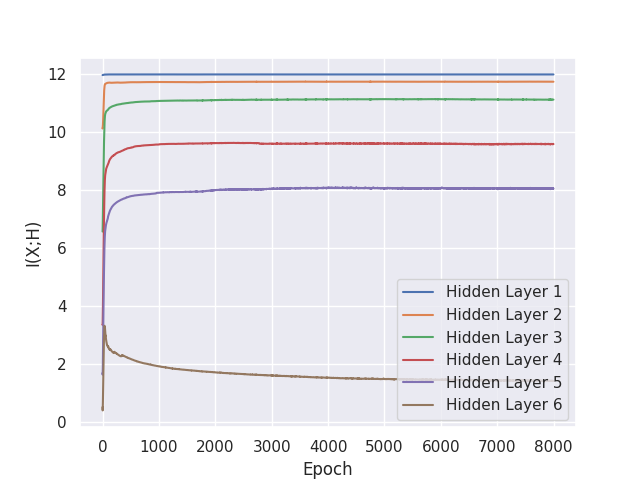 12
10
8
6
4
2
0
I(X;H)
Hidden Layer 1
Hidden Layer 2
Hidden Layer 3
Hidden Layer 4
Hidden Layer 5
Hidden Layer 6
0 1000 2000 3000 4000 5000 6000 7000 8000
Epoch